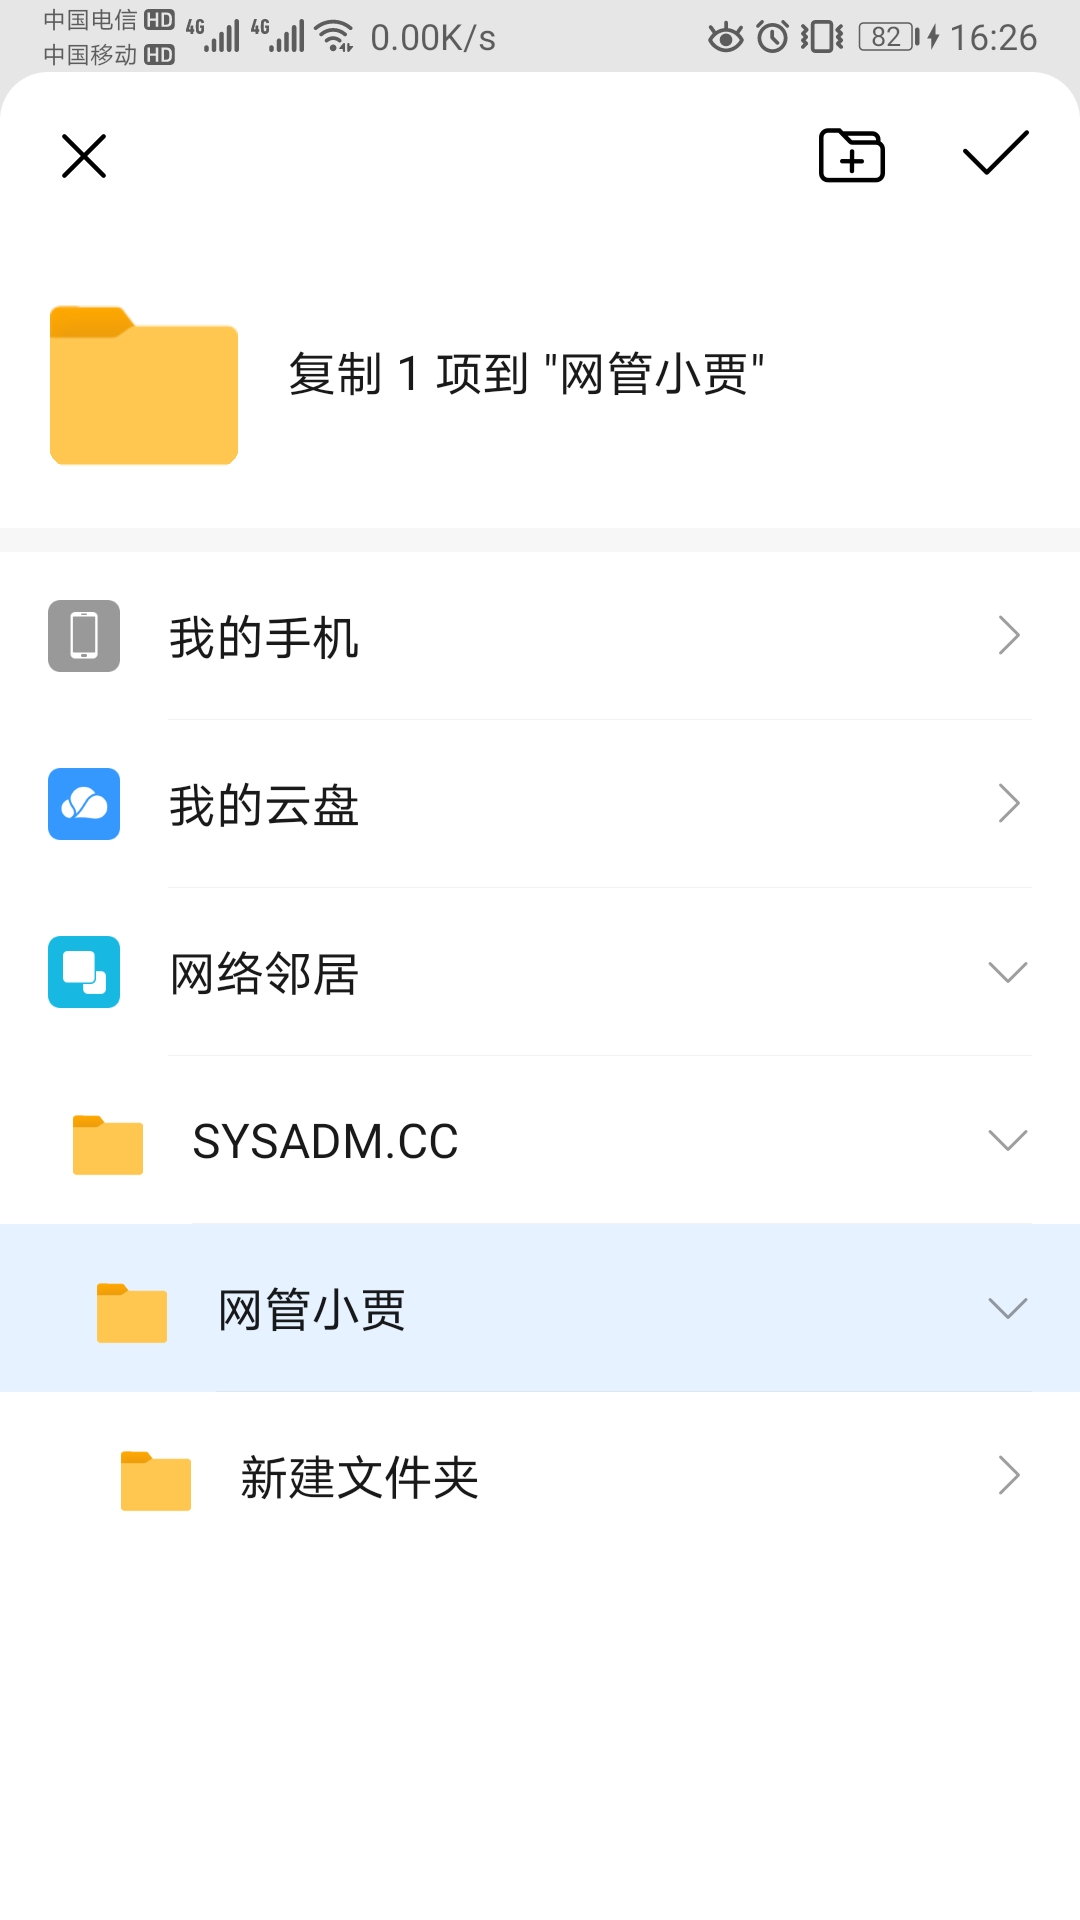 中国电信 HD 4G 4G 0.00K/s 82 16:26
中国移动 HD
复制 1 项到 "网管小贾"
我的手机
我的云盘
网络邻居
SYSADM.CC
网管小贾
新建文件夹